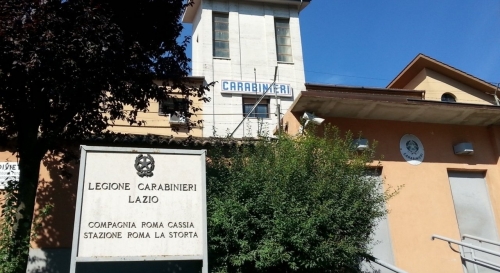 CARABINIERI
LEGIONE CARABINIERI
LAZIO
COMPAGNIA ROMA CASSIA
STAZIONE ROMA LA STORTA